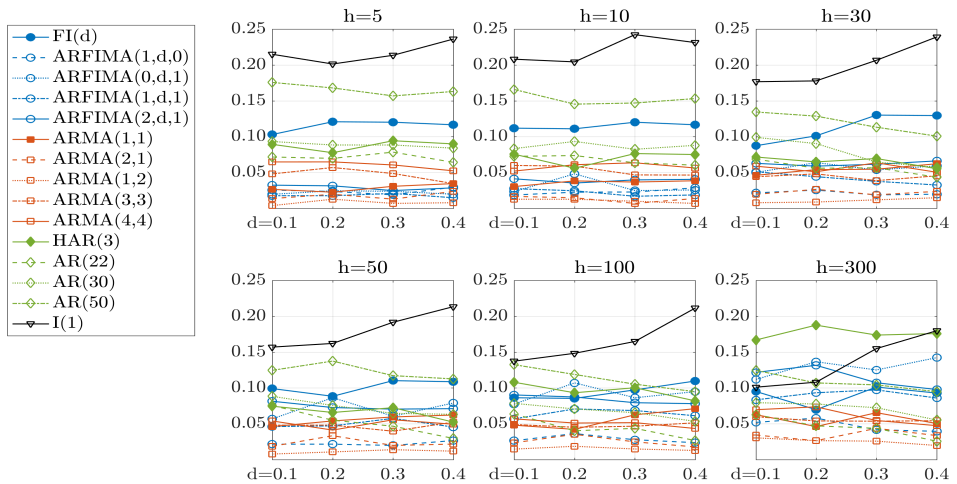 FI(d)
ARFIMA(1,d,0)
ARFIMA(0,d,1)
ARFIMA(1,d,1)
ARFIMA(2,d,1)
ARMA(1,1)
ARMA(2,1)
ARMA(1,2)
ARMA(3,3)
ARMA(4,4)
HAR(3)
AR(22)
AR(30)
AR(50)
I(1)
h=5
0.25
0.20
0.15
0.10
0.05
d=0.1 0.2 0.3 0.4
h=10
0.25
0.20
0.15
0.10
0.05
d=0.1 0.2 0.3 0.4
h=30
0.25
0.20
0.15
0.10
0.05
d=0.1 0.2 0.3 0.4
h=50
0.25
0.20
0.15
0.10
0.05
d=0.1 0.2 0.3 0.4
h=100
0.25
0.20
0.15
0.10
0.05
d=0.1 0.2 0.3 0.4
h=300
0.25
0.20
0.15
0.10
0.05
d=0.1 0.2 0.3 0.4